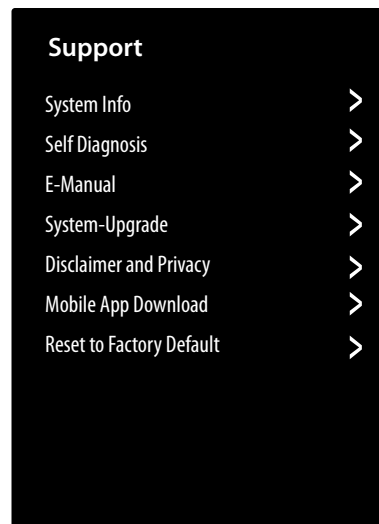 Support
System Info
Self Diagnosis
E-Manual
System-Upgrade
Disclaimer and Privacy
Mobile App Download
Reset to Factory Default